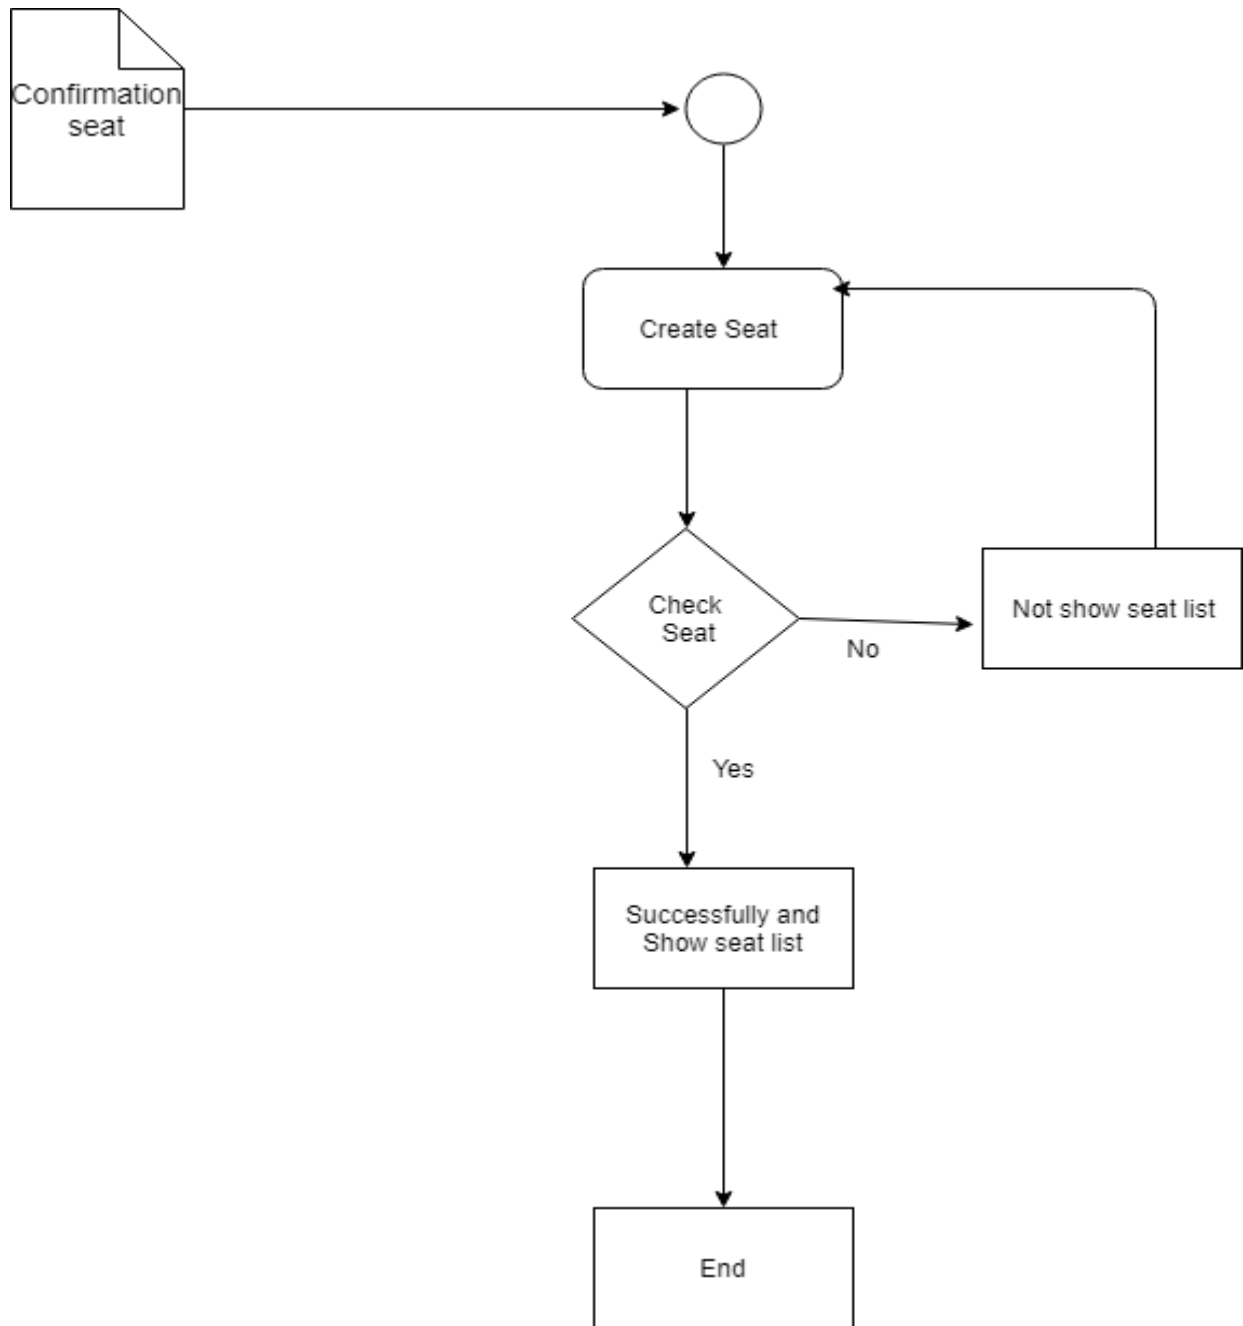 Confirmation
seat
Create Seat
Check
Seat
No
Not show seat list
Yes
Successfully and
Show seat list
End